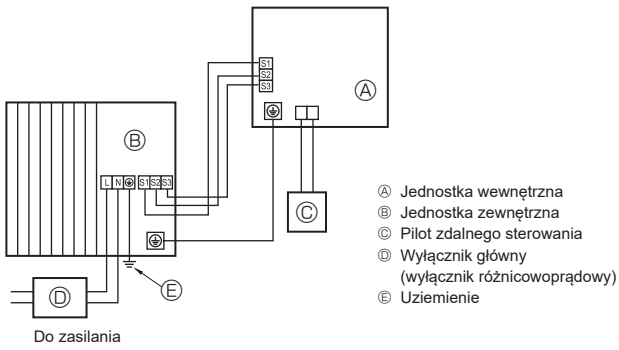 S1
S2
S3
Ⓐ
Ⓑ
L N S1 S2 S3
Ⓒ
Ⓓ
Ⓔ
Do zasilania
Ⓐ Jednostka wewnętrzna
Ⓑ Jednostka zewnętrzna
Ⓒ Pilot zdalnego sterowania
Ⓓ Wyłącznik główny
(wyłącznik różnicowoprądowy)
Ⓔ Uziemienie